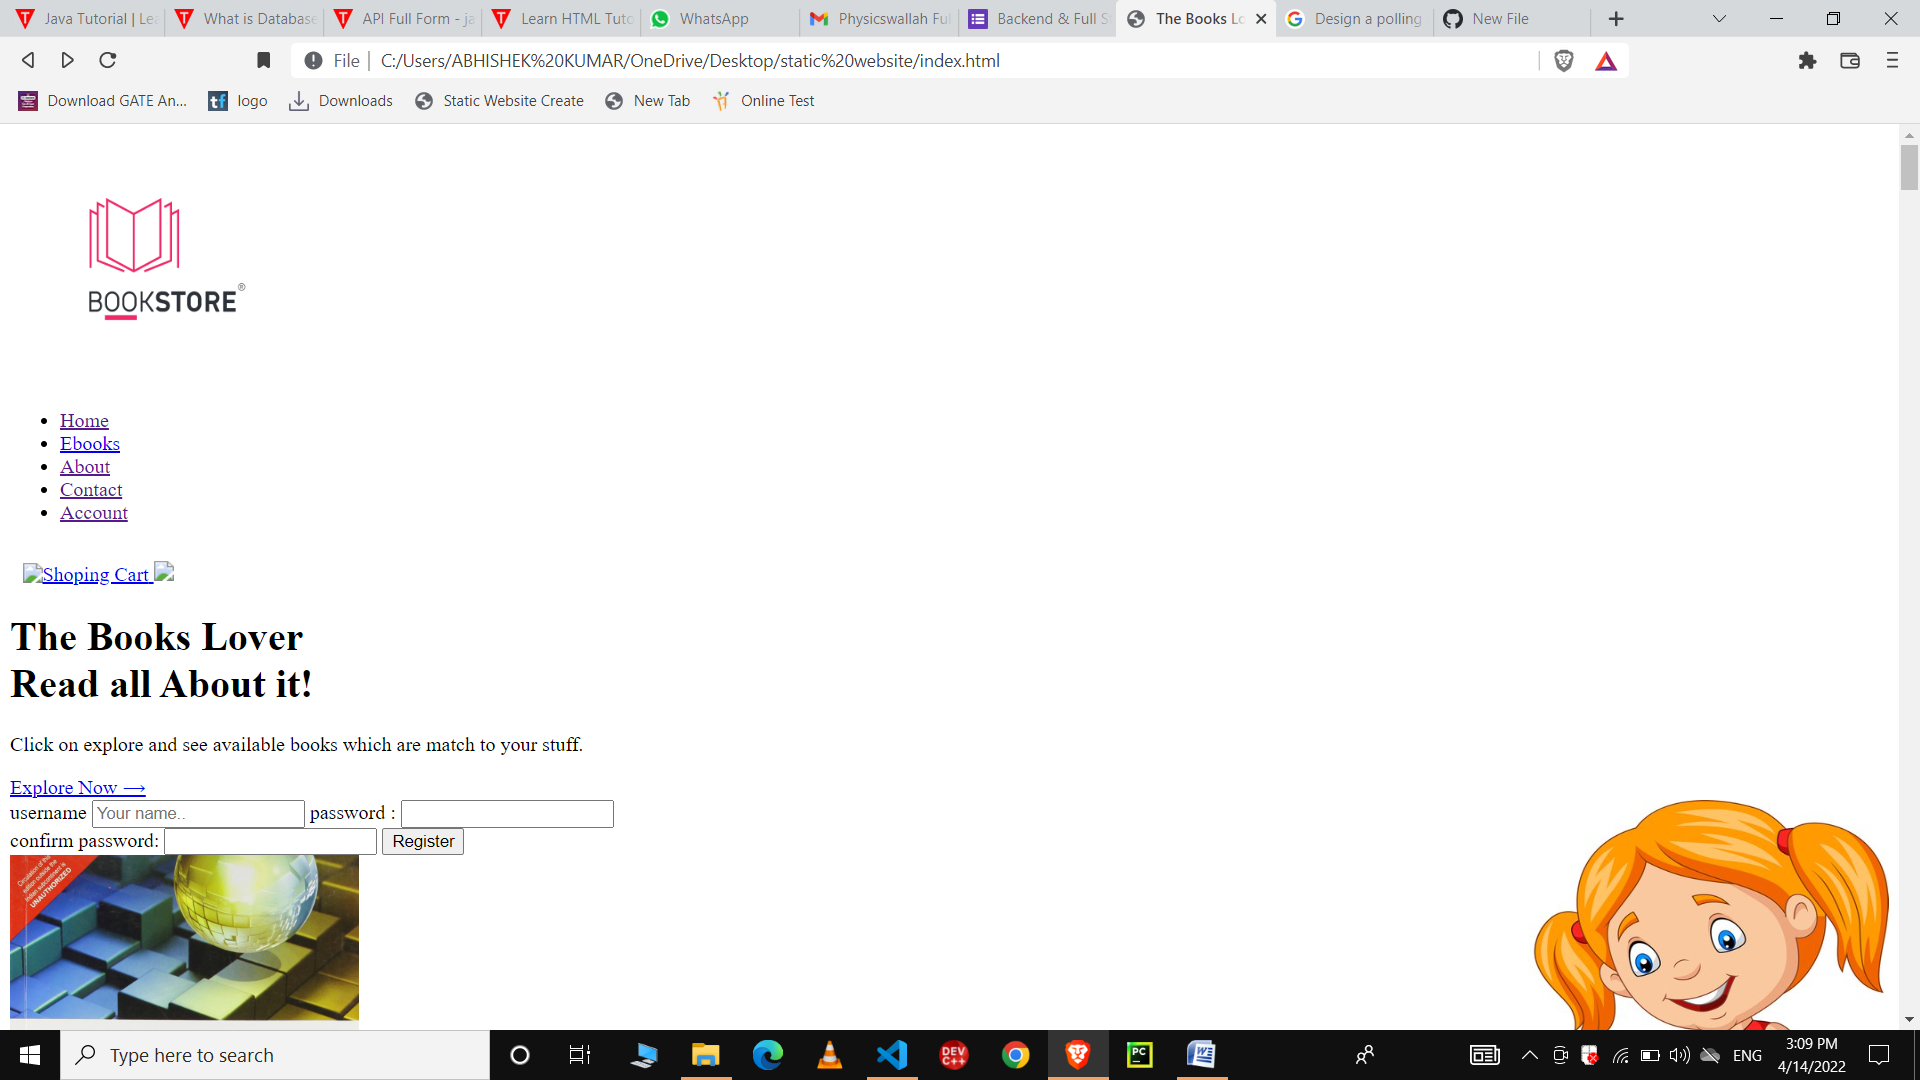 Java Tutorial | Le
What is Database
API Full Form - ja
Learn HTML Tuto
WhatsApp
Physicswallah Ful
Backend & Full S
The Books Lo
Design a polling
New File
File
C:/Users/ABHISHEK%20KUMAR/OneDrive/Desktop/static%20website/index.html
Download GATE An...
tf logo
Downloads
Static Website Create
New Tab
Online Test
BOOKSTORE®
Home
Ebooks
About
Contact
Account
Shoping Cart
The Books Lover
Read all About it!
Click on explore and see available books which are match to your stuff.
Explore Now ⟶
username Your name.. password :
confirm password: Register
Circulation of this
edition outside the
Indian subcontinent is
UNAUTHORIZED
Type here to search
DEV
C++
PC
W
ENG
3:09 PM
4/14/2022